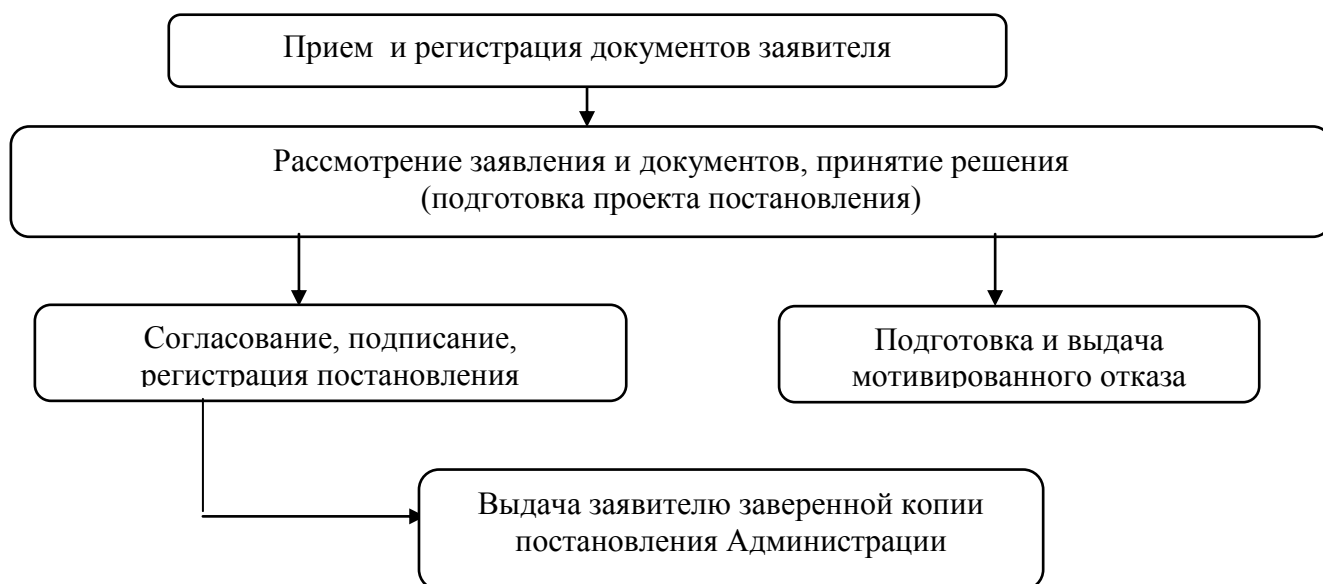 Прием и регистрация документов заявителя
Рассмотрение заявления и документов, принятие решения
(подготовка проекта постановления)
Согласование, подписание,
регистрация постановления
Подготовка и выдача
мотивированного отказа
Выдача заявителю заверенной копии
постановления Администрации